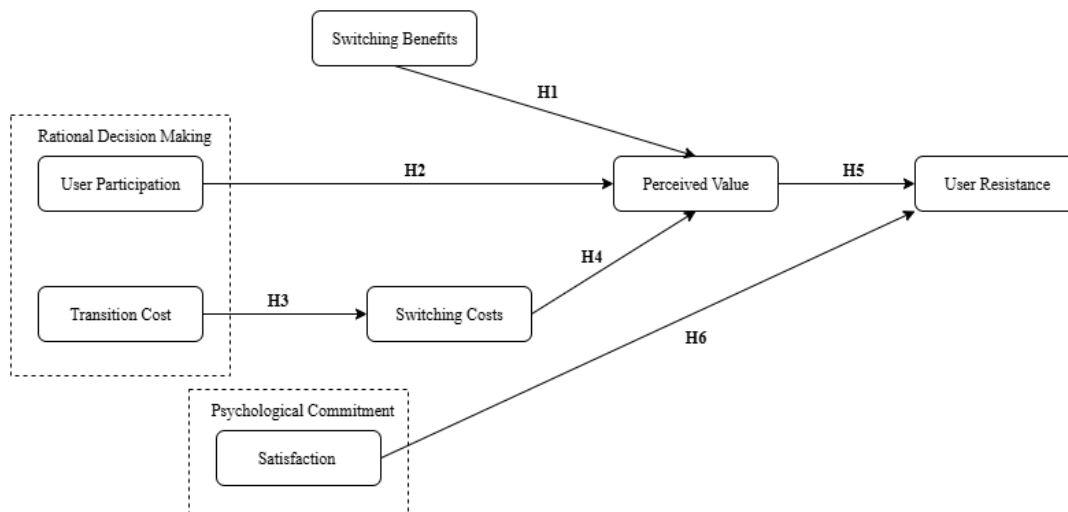 Switching Benefits
H1
Rational Decision Making
User Participation
H2
Perceived Value
H5
User Resistance
H4
Transition Cost
H3
Switching Costs
H6
Psychological Commitment
Satisfaction